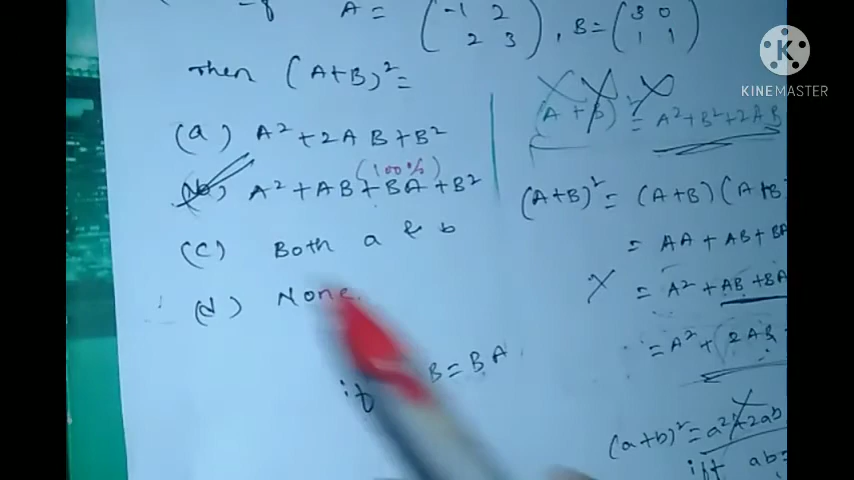 if A = (-1 2 2 3), B = (3 0 1 1)
Then (A+B)²=
(a) A²+2AB+B²
(100%)
(b) A²+AB+BA+B²
(c) Both a & b
(d) None.
if B=BA
(A+B)²=A²+B²+2AB
(A+B)²=(A+B)(A+B
= AA+AB+BA
X = A²+AB+BA
=A²+2AB
(a+b)²=a²+2ab
iff ab=
K
KINEMASTER